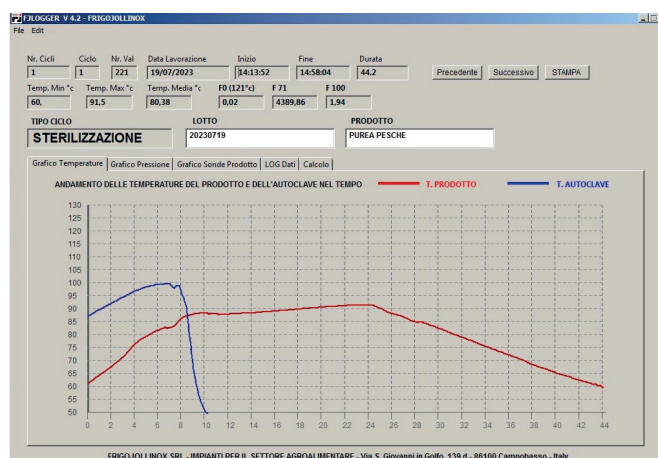 FJLOGGER V 4.2 - FRIGOJOLLINOX
File Edit
Nr. Cicli Ciclo Nr. Val Data Lavorazione Inizio Fine Durata
1 1 221 19/07/2023 14:13:52 14:58:04 44.2 Precedente Successivo STAMPA
Temp. Min °c Temp. Max °c Temp. Media °c F0 (121°c) F 71 F 100
60, 91,5 80,38 0,02 4389,86 1,94
TIPO CICLO LOTTO PRODOTTO
STERILIZZAZIONE 20230719 PUREA PESCHE
Grafico Temperature Grafico Pressione Grafico Sonde Prodotto LOG Dati Calcolo
ANDAMENTO DELLE TEMPERATURE DEL PRODOTTO E DELL'AUTOCLAVE NEL TEMPO T. PRODOTTO T. AUTOCLAVE
130
125
120
115
110
105
100
95
90
85
80
75
70
65
60
55
50
0 2 4 6 8 10 12 14 16 18 20 22 24 26 28 30 32 34 36 38 40 42 44
FRIGOJOLLINOX SRL - IMPIANTI PER IL SETTORE AGROALIMENTARE - Via S. Giovanni in Golfo, 139 d - 86100 Campobasso - Italy